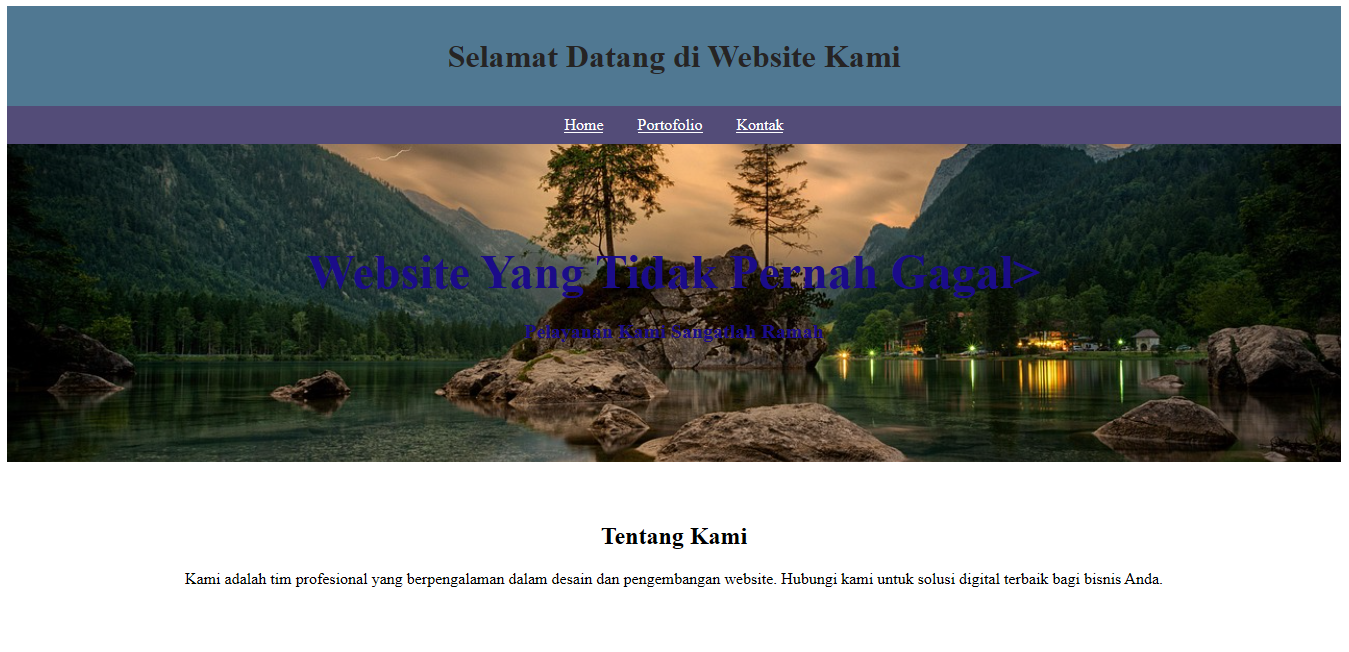 Selamat Datang di Website Kami
Home Portofolio Kontak
Website Yang Tidak Pernah Gagal>
Pelayanan Kami Sangatlah Ramah
Tentang Kami
Kami adalah tim profesional yang berpengalaman dalam desain dan pengembangan website. Hubungi kami untuk solusi digital terbaik bagi bisnis Anda.